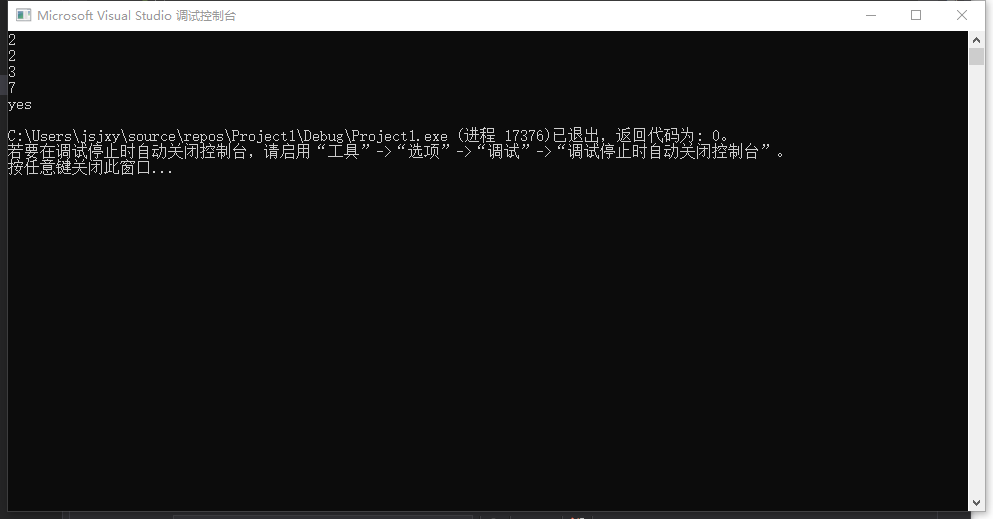 Microsoft Visual Studio 调试控制台
2
2
3
7
yes
C:\Users\jsjxy\source\repos\Project1\Debug\Project1.exe (进程 17376)已退出，返回代码为: 0。
若要在调试停止时自动关闭控制台，请启用“工具”->“选项”->“调试”->“调试停止时自动关闭控制台”。
按任意键关闭此窗口...